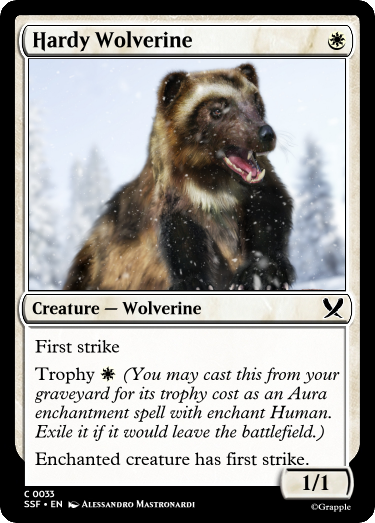 Hardy Wolverine
Creature — Wolverine
First strike
Trophy (You may cast this from your
graveyard for its trophy cost as an Aura
enchantment spell with enchant Human.
Exile it if it would leave the battlefield.)
Enchanted creature has first strike.
1/1
C 0033
SSF • EN Alessandro Mastronardi
©Grapple